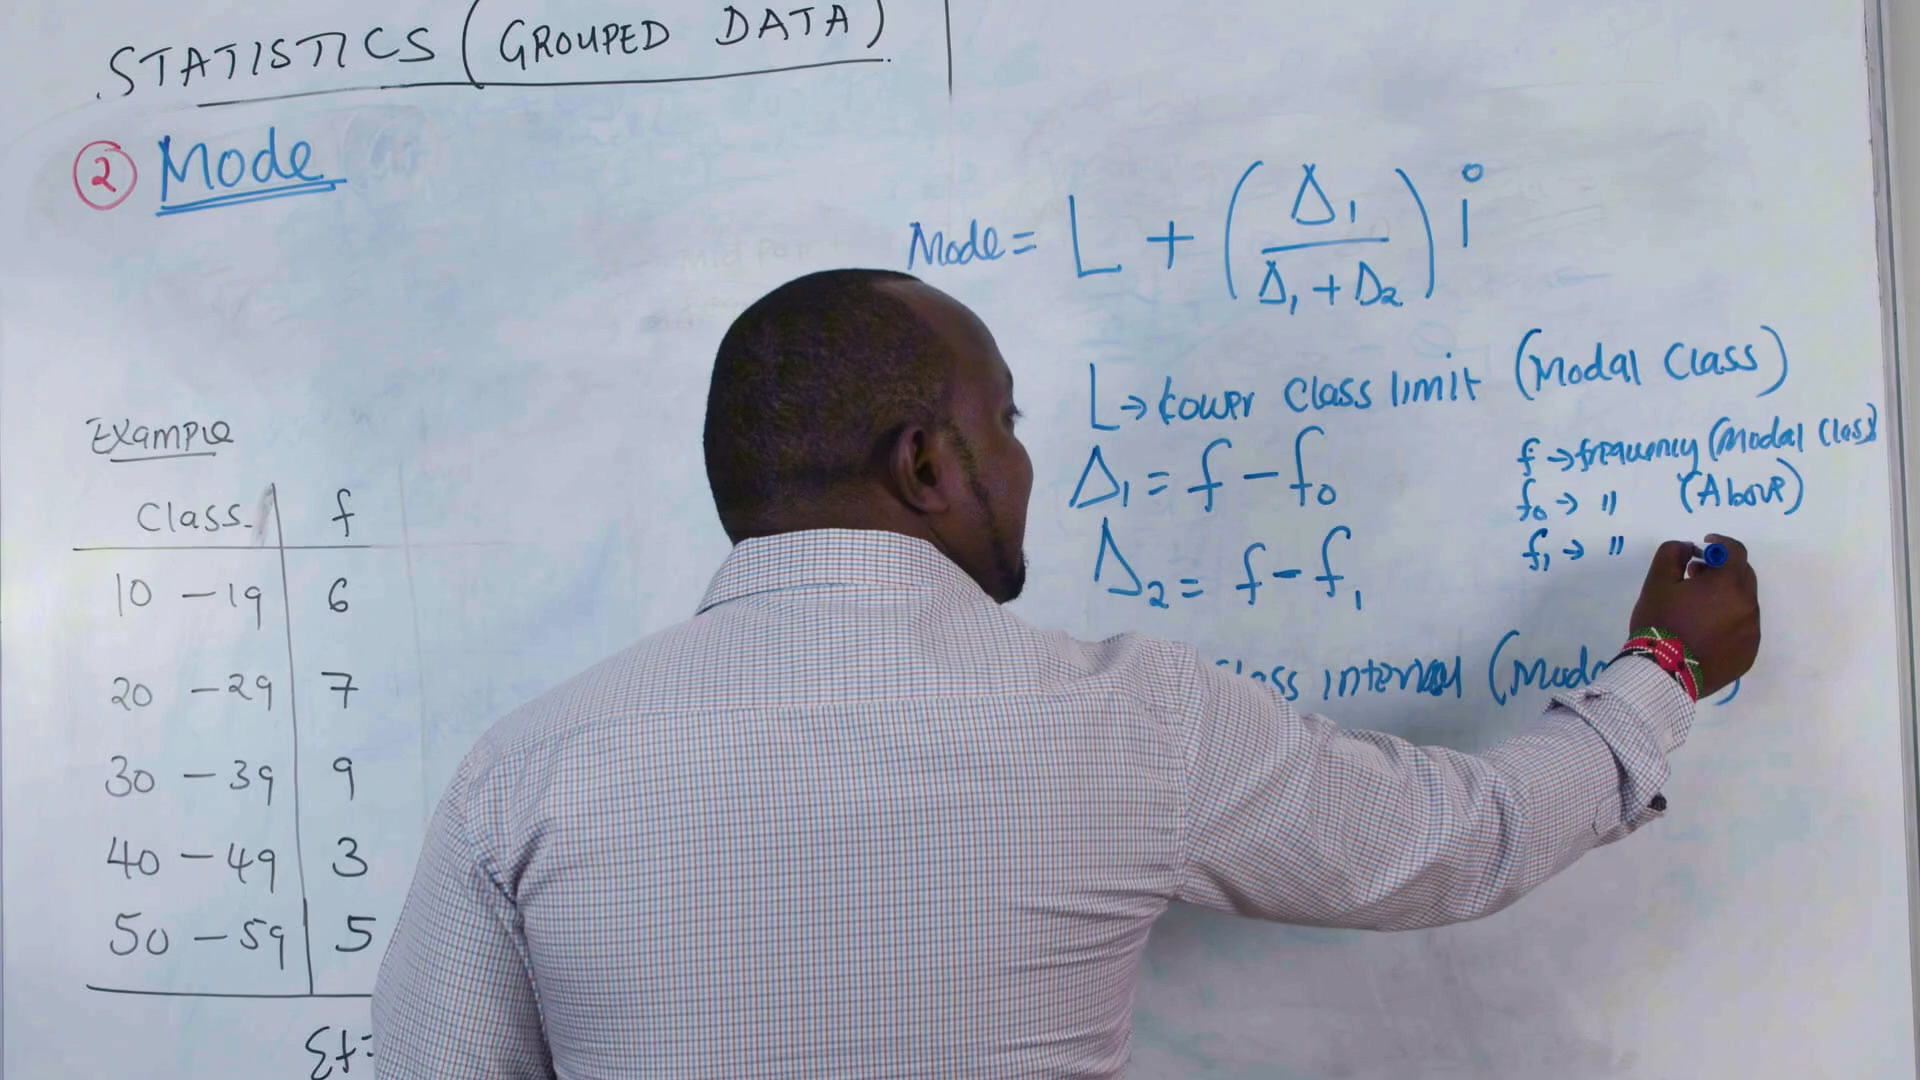 STATISTICS (GROUPED DATA)
② Mode
Mode = L + (Δ₁ / Δ₁ + Δ₂) i
L → Lower Class limit (Modal Class)
Δ₁ = f – f₀
f → frequency (Modal Class)
f₀ → " (Above)
Δ₂ = f – f₁
f₁ → "
interval
Example
Class f
10 – 19 6
20 – 29 7
30 – 39 9
40 – 49 3
50 – 59 5
Σf =